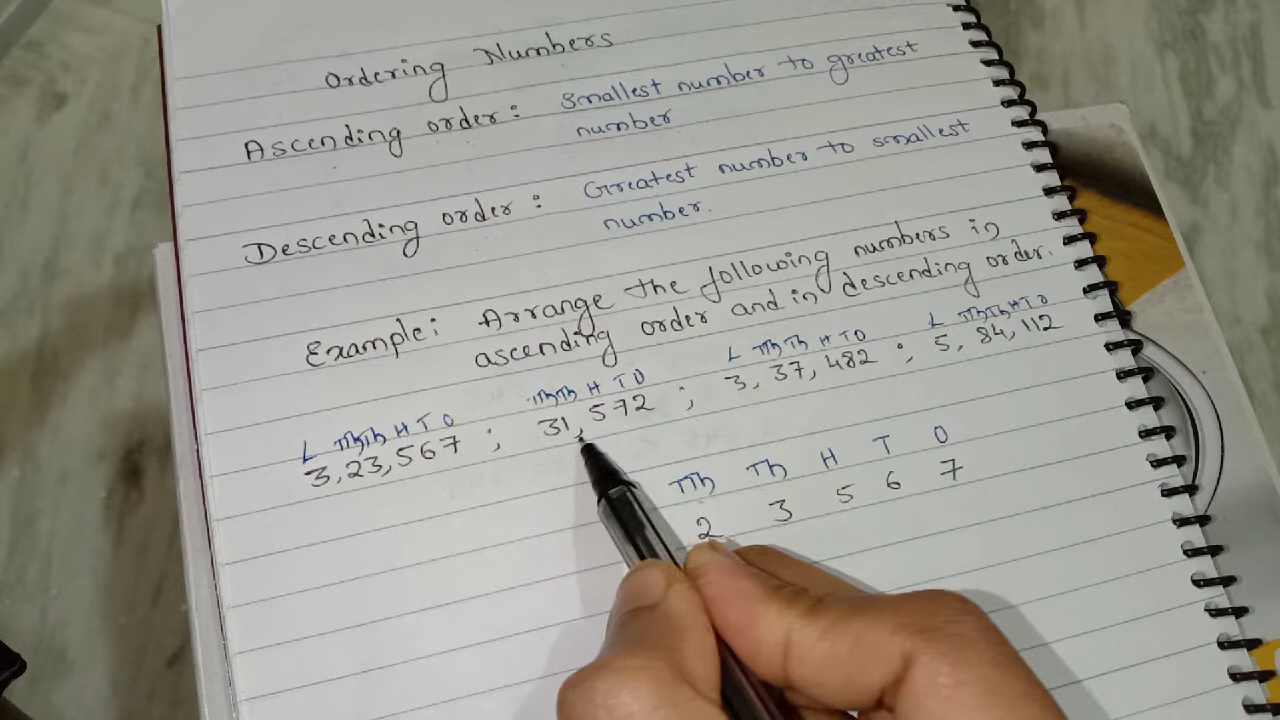 Ordering Numbers
Ascending order: Smallest number to greatest
number
Descending order: Greatest number to smallest
number.
Example: Arrange the following numbers in
ascending order and in descending order.
L TTh Th H T O TTh Th H T O L TTh Th H T O L TTh Th H T O
3,23,567 ; 31,572 ; 3,37,482 ; 5,84,112
TTh Th H T O
2 3 5 6 7